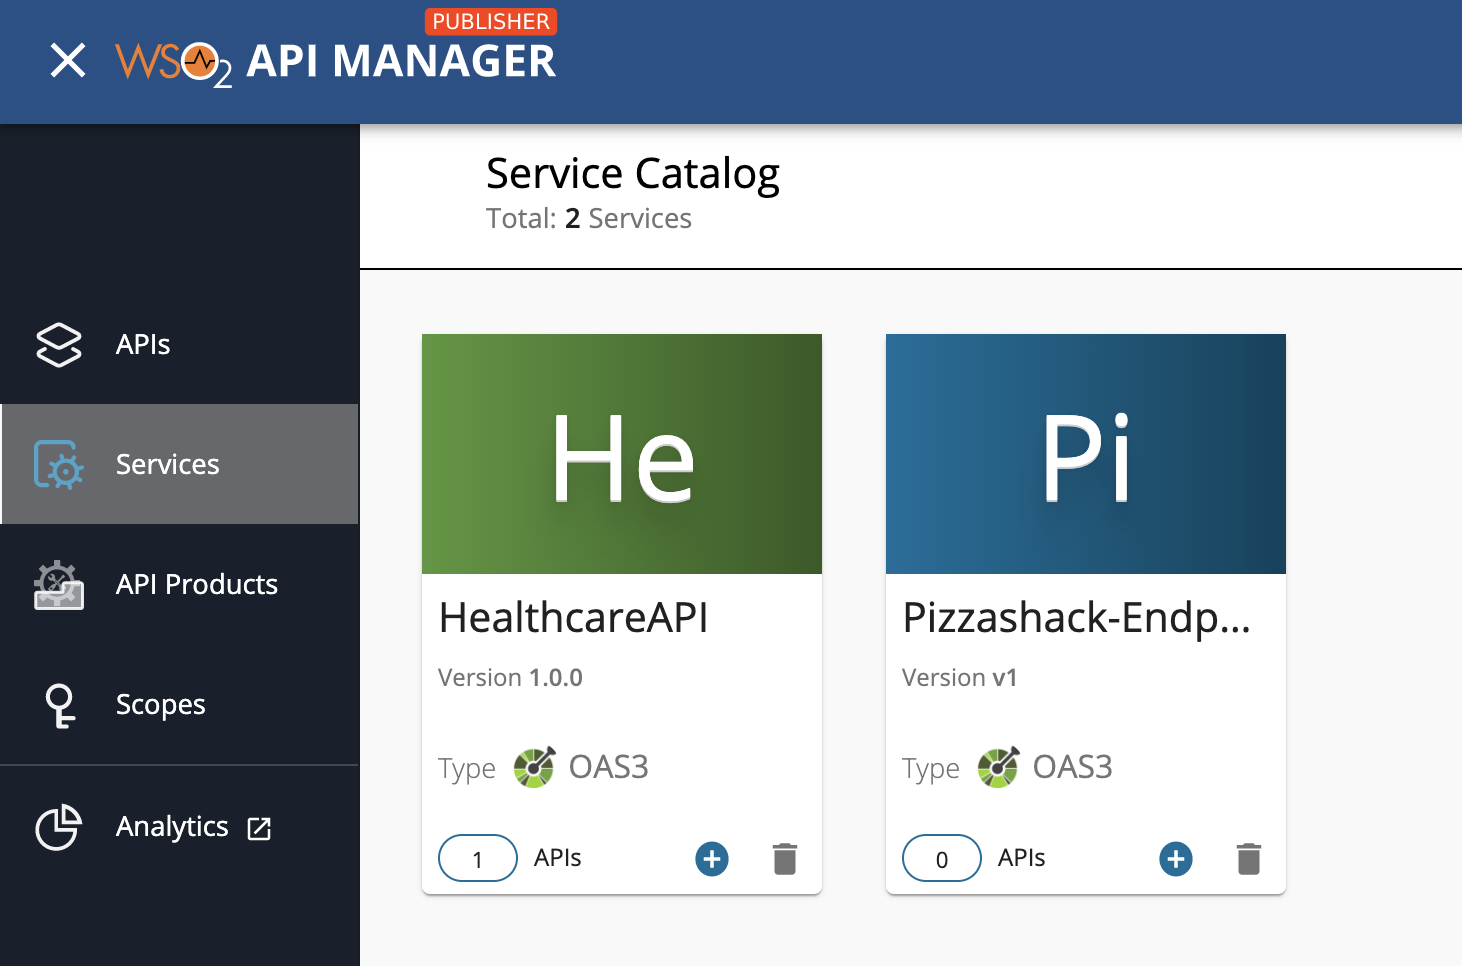 PUBLISHER
WSO2 API MANAGER
Service Catalog
Total: 2 Services
APIs
Services
API Products
Scopes
Analytics
He
HealthcareAPI
Version 1.0.0
Type OAS3
1 APIs
Pi
Pizzashack-Endp...
Version v1
Type OAS3
0 APIs